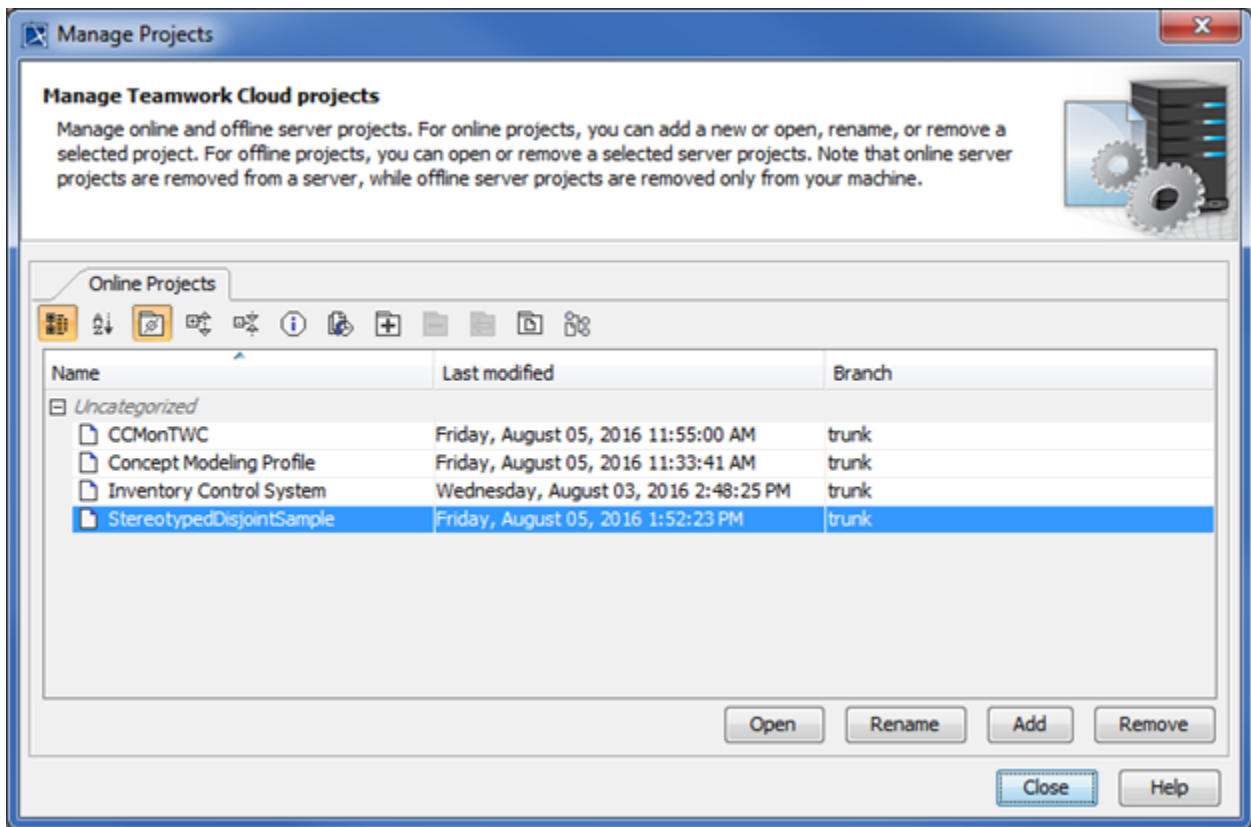 Manage Projects
Manage Teamwork Cloud projects
Manage online and offline server projects. For online projects, you can add a new or open, rename, or remove a
selected project. For offline projects, you can open or remove a selected server projects. Note that online server
projects are removed from a server, while offline server projects are removed only from your machine.
Online Projects
Name Last modified Branch
Uncategorized
CCMonTWC Friday, August 05, 2016 11:55:00 AM trunk
Concept Modeling Profile Friday, August 05, 2016 11:33:41 AM trunk
Inventory Control System Wednesday, August 03, 2016 2:48:25 PM trunk
StereotypedDisjointSample Friday, August 05, 2016 1:52:23 PM trunk
Open Rename Add Remove
Close Help